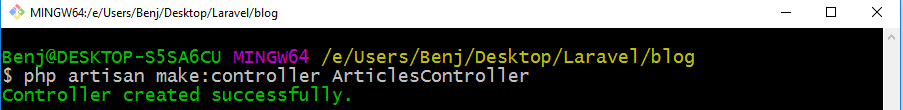 MINGW64:/e/Users/Benj/Desktop/Laravel/blog
Benj@DESKTOP-S5SA6CU MINGW64 /e/Users/Benj/Desktop/Laravel/blog
$ php artisan make:controller ArticlesController
Controller created successfully.